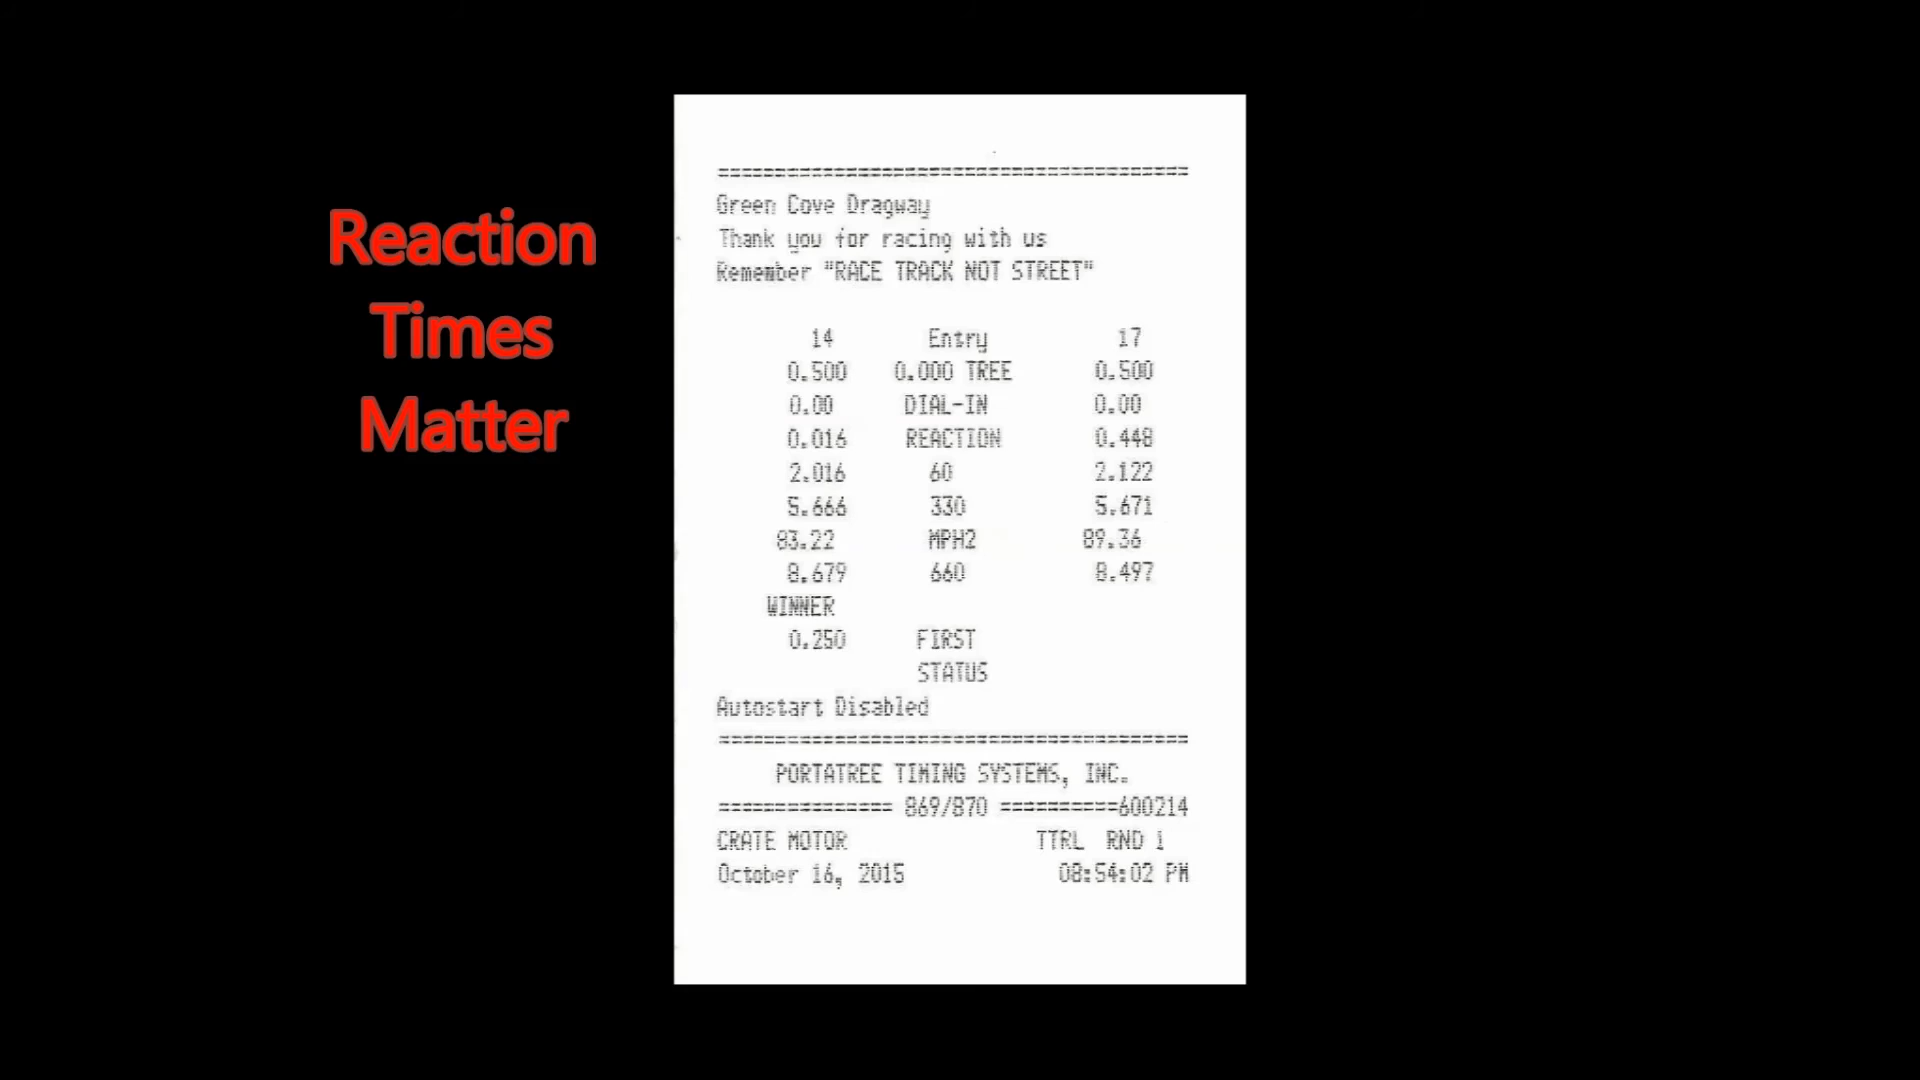 Reaction
Times
Matter
========================================
Green Cove Dragway
Thank you for racing with us
Remember "RACE TRACK NOT STREET"
14 Entry 17
0.500 0.000 TREE 0.500
0.00 DIAL-IN 0.00
0.016 REACTION 0.448
2.016 60 2.122
5.666 330 5.671
83.22 MPH2 89.36
8.679 660 8.497
WINNER
0.250 FIRST
STATUS
Autostart Disabled
========================================
PORTATREE TIMING SYSTEMS, INC.
=============== 869/870 ==========600214
CRATE MOTOR TTRL RND 1
October 16, 2015 08:54:02 PM